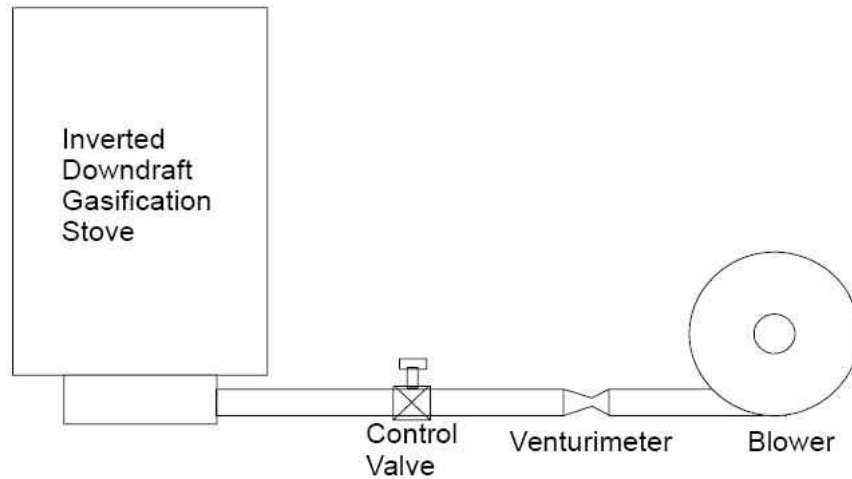 Inverted
Downdraft
Gasification
Stove
Control
Valve
Venturimeter
Blower